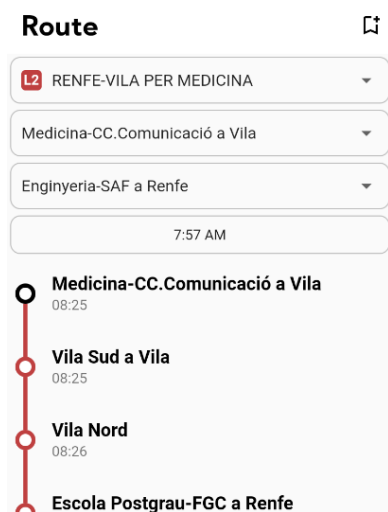 Route
L2 RENFE-VILA PER MEDICINA
Medicina-CC.Comunicació a Vila
Enginyeria-SAF a Renfe
7:57 AM
Medicina-CC.Comunicació a Vila
08:25
Vila Sud a Vila
08:25
Vila Nord
08:26
Escola Postgrau-FGC a Renfe